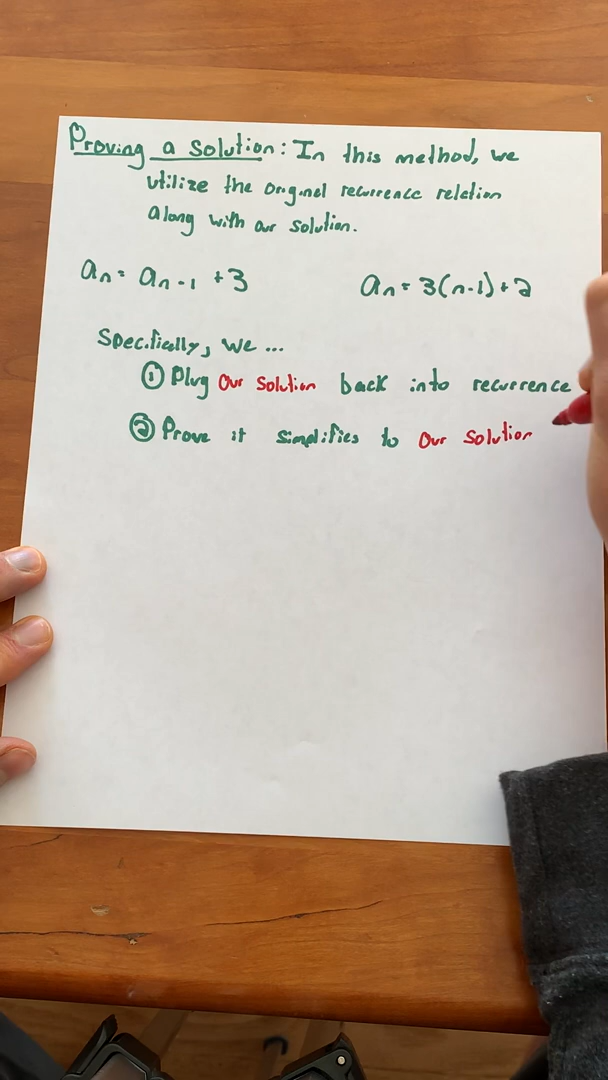 Proving a Solution: In this method, we
utilize the original recurrence relation
along with our solution.
aₙ = aₙ₋₁ + 3
aₙ = 3(n-1) + 2
Specifically, we ...
① Plug our solution back into recurrence
② Prove it simplifies to our solution